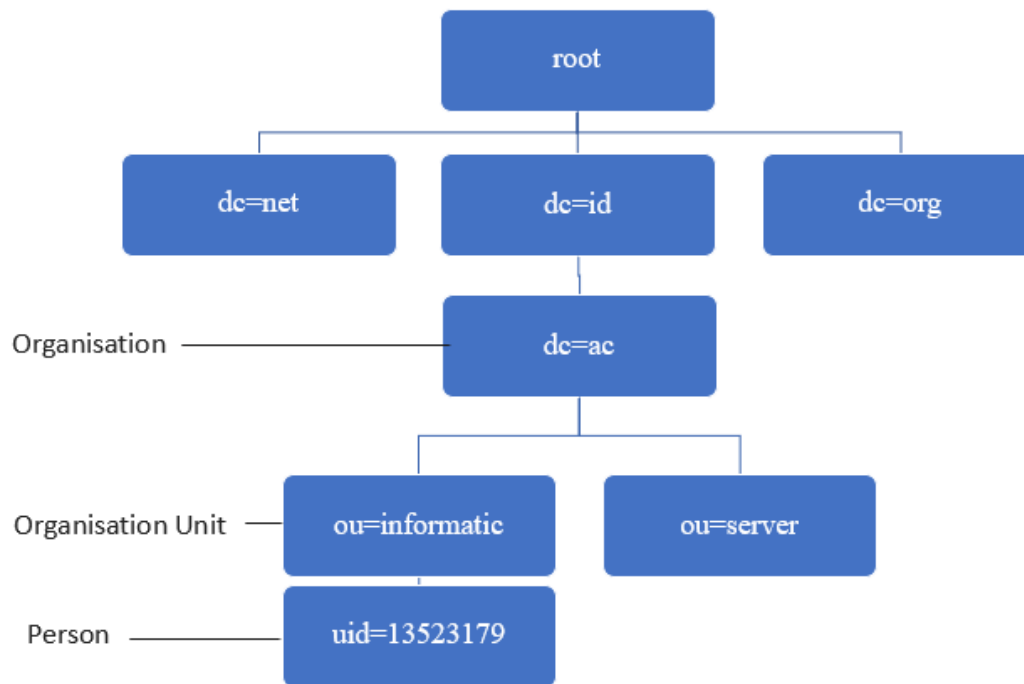 root
dc=net
dc=id
dc=org
Organisation
dc=ac
Organisation Unit
ou=informatic
ou=server
Person
uid=13523179